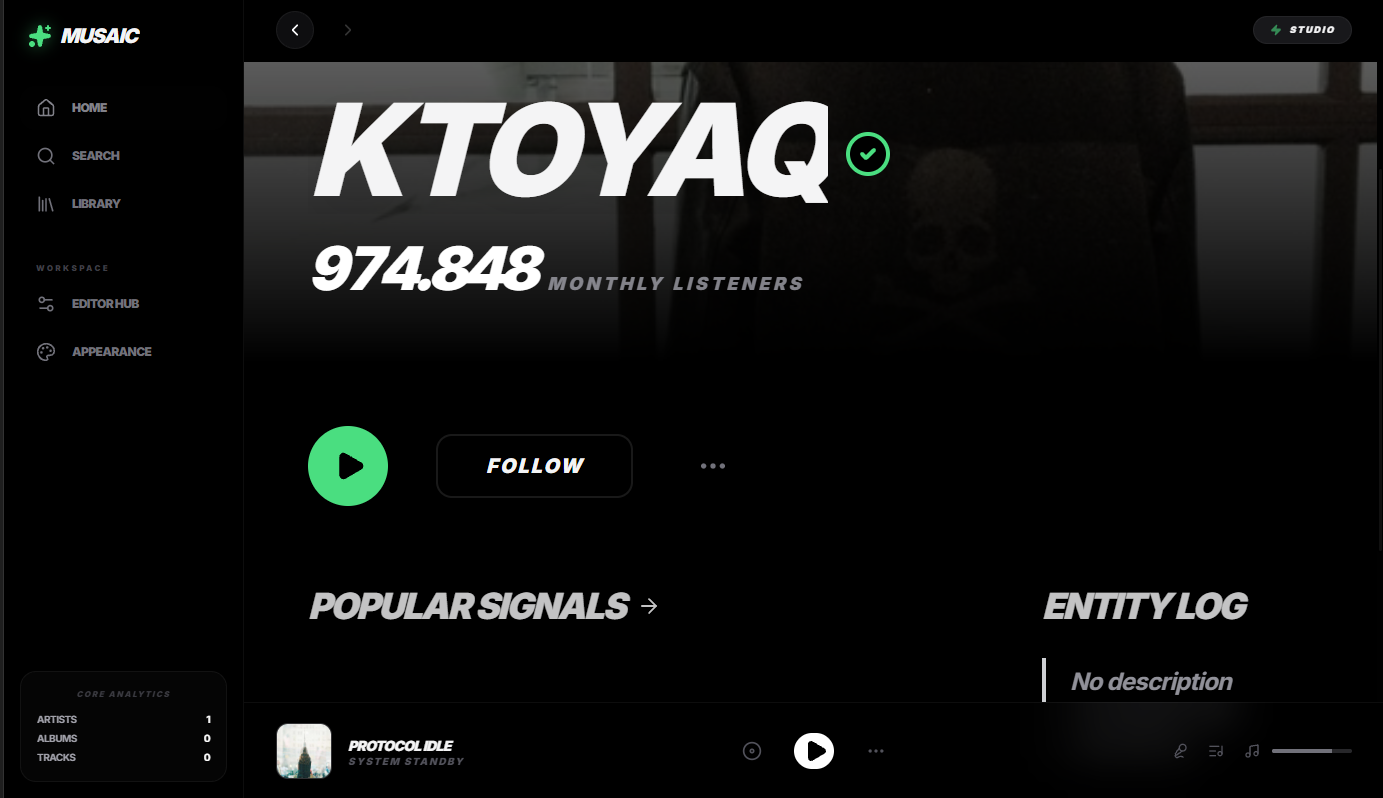 MUSAIC
STUDIO
HOME
SEARCH
LIBRARY
WORKSPACE
EDITOR HUB
APPEARANCE
KTOYAQ
974.848 MONTHLY LISTENERS
FOLLOW
POPULAR SIGNALS
ENTITY LOG
No description
CORE ANALYTICS
ARTISTS 1
ALBUMS 0
TRACKS 0
PROTOCOL IDLE
SYSTEM STANDBY